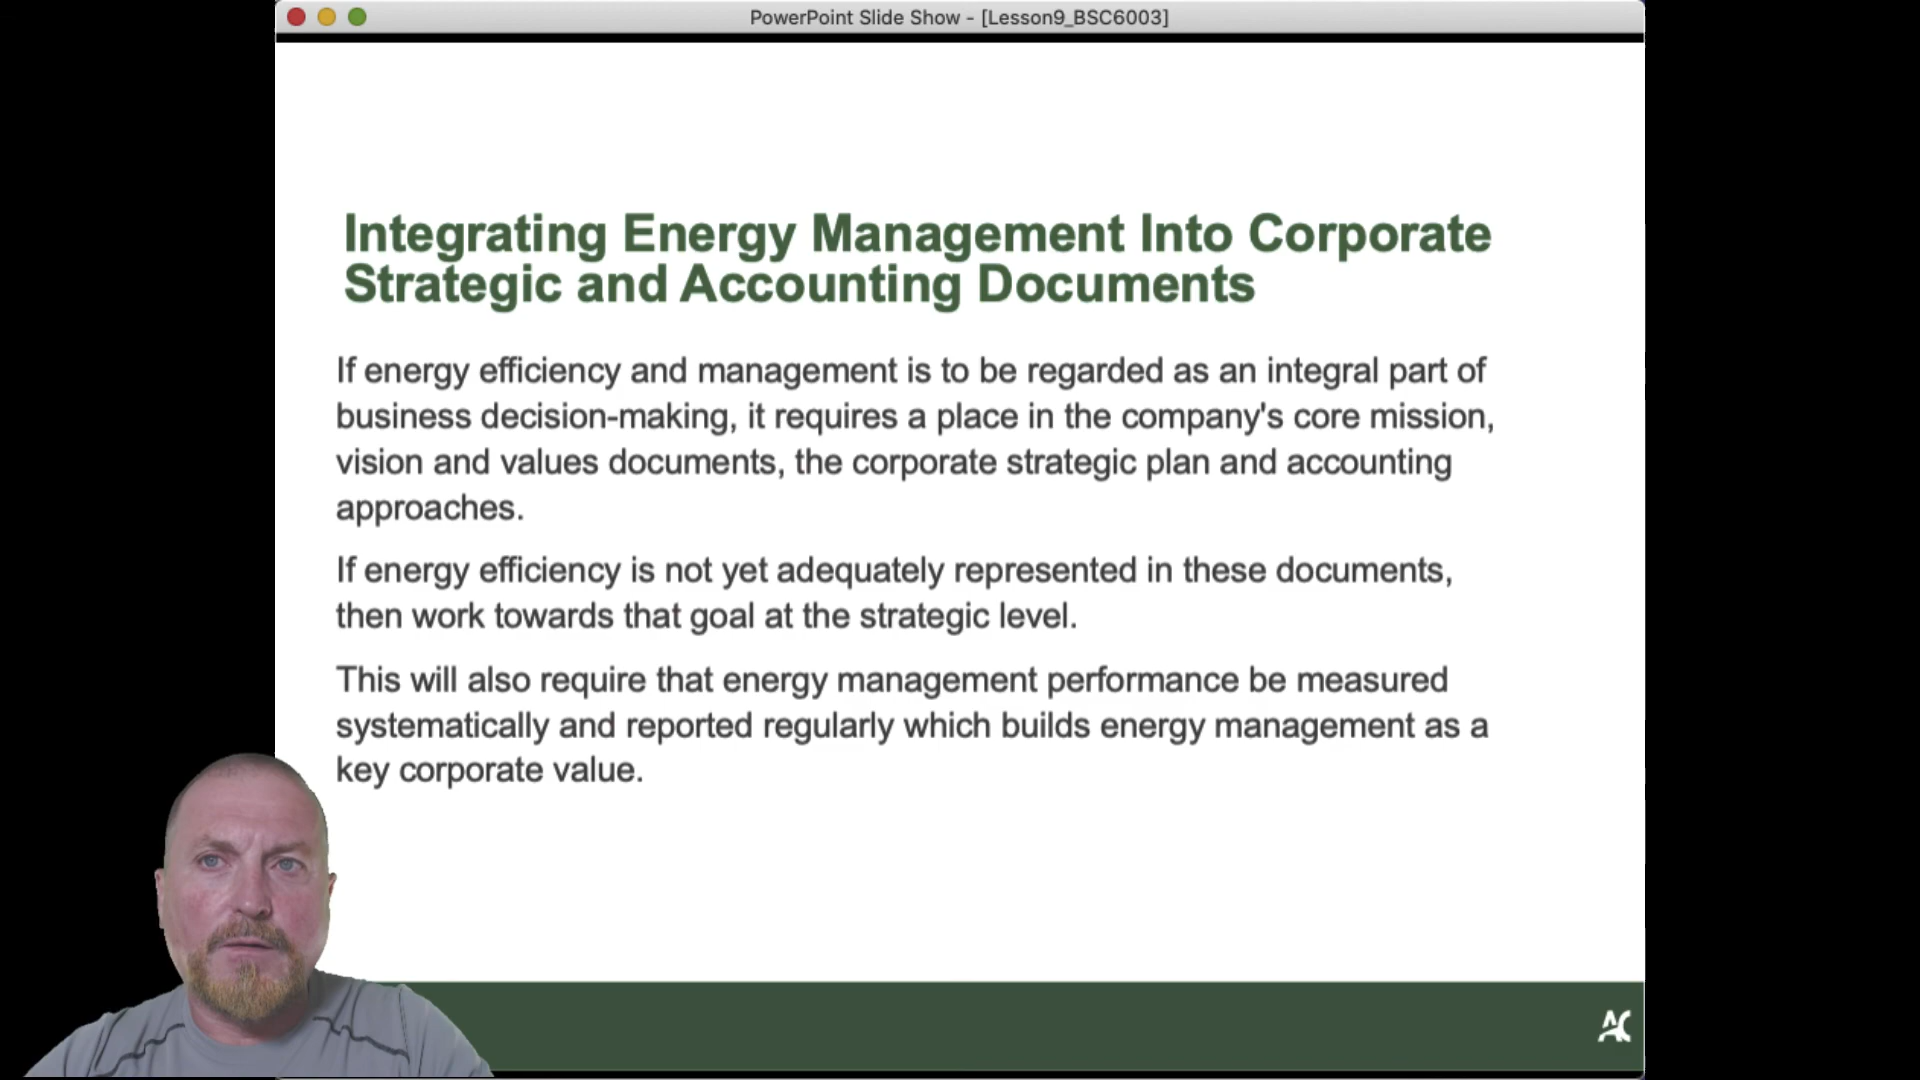 PowerPoint Slide Show - [Lesson9_BSC6003]
Integrating Energy Management Into Corporate
Strategic and Accounting Documents
If energy efficiency and management is to be regarded as an integral part of
business decision-making, it requires a place in the company's core mission,
vision and values documents, the corporate strategic plan and accounting
approaches.
If energy efficiency is not yet adequately represented in these documents,
then work towards that goal at the strategic level.
This will also require that energy management performance be measured
systematically and reported regularly which builds energy management as a
key corporate value.
AC